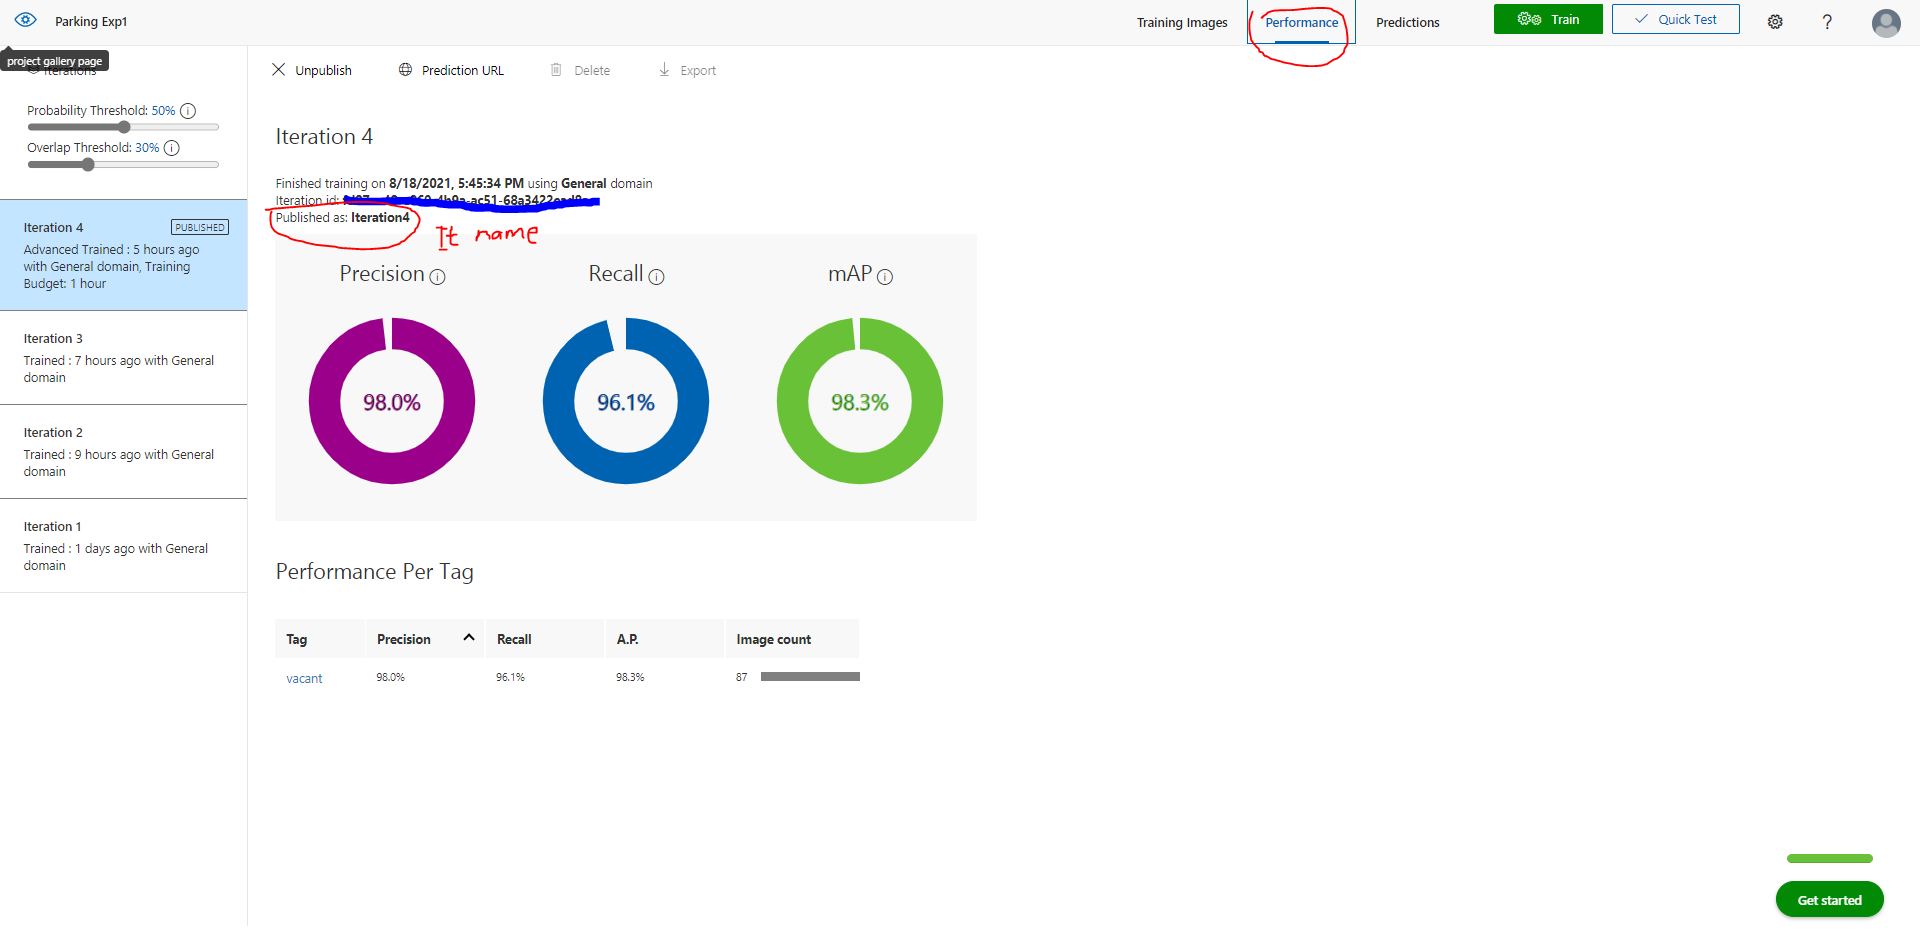 Parking Exp1
Training Images
Performance
Predictions
Train
Quick Test
?
project gallery page
Iterations
Unpublish
Prediction URL
Delete
Export
Probability Threshold: 50%
Overlap Threshold: 30%
Iteration 4
PUBLISHED
Advanced Trained : 5 hours ago
with General domain, Training
Budget: 1 hour
Iteration 3
Trained : 7 hours ago with General
domain
Iteration 2
Trained : 9 hours ago with General
domain
Iteration 1
Trained : 1 days ago with General
domain
Iteration 4
Finished training on 8/18/2021, 5:45:34 PM using General domain
Iteration id:
Published as: Iteration4
It name
Precision
Recall
mAP
98.0%
96.1%
98.3%
Performance Per Tag
Tag Precision Recall A.P. Image count
vacant 98.0% 96.1% 98.3% 87
Get started